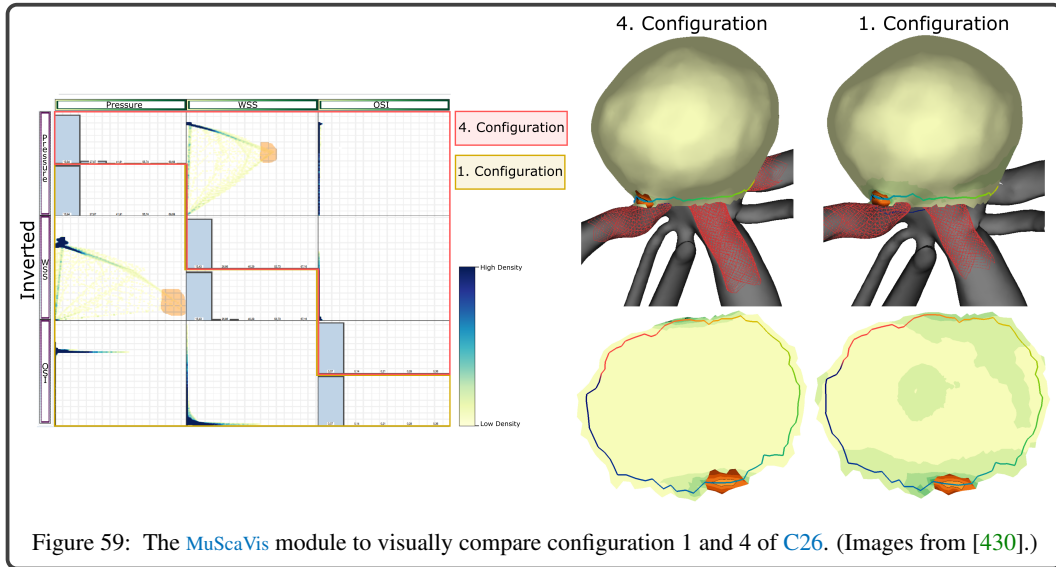 4. Configuration
1. Configuration
Pressure
WSS
OSI
Pressure
WSS
OSI
Inverted
4. Configuration
1. Configuration
High Density
Low Density
Figure 59: The MuScaVis module to visually compare configuration 1 and 4 of C26. (Images from [430].)